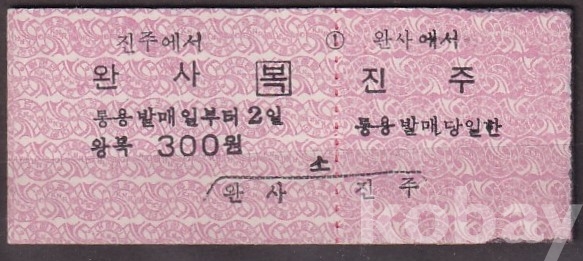 진주에서 ① 완사에서
완사 復 진주
통용발매일부터2일 통용발매당일한
왕복 300원
소
완사 진주
kobay